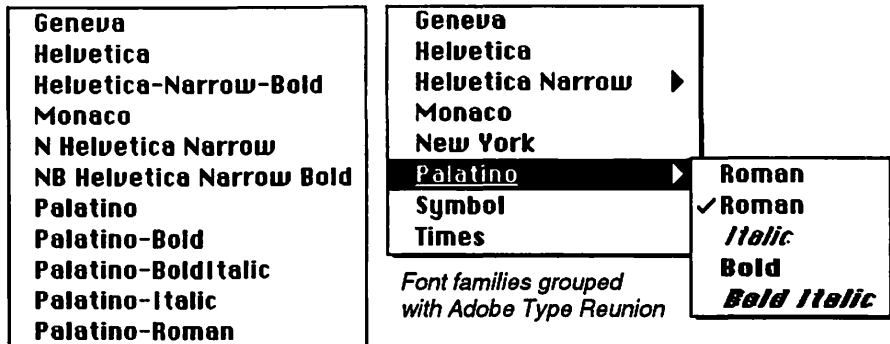 Geneva
Helvetica
Helvetica-Narrow-Bold
Monaco
N Helvetica Narrow
NB Helvetica Narrow Bold
Palatino
Palatino-Bold
Palatino-BoldItalic
Palatino-Italic
Palatino-Roman
Geneva
Helvetica
Helvetica Narrow ▶
Monaco
New York
Palatino ▶
Symbol
Times
Roman
✓Roman
Italic
Bold
Bold Italic
Font families grouped
with Adobe Type Reunion